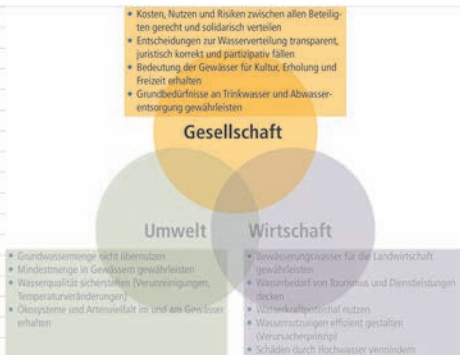 • Kosten, Nutzen und Risiken zwischen allen Beteilig-
ten gerecht und solidarisch verteilen
• Entscheidungen zur Wasserverteilung transparent,
juristisch korrekt und partizipativ fällen
• Bedeutung der Gewässer für Kultur, Erholung und
Freizeit erhalten
• Grundbedürfnisse an Trinkwasser und Abwasser-
entsorgung gewährleisten
Gesellschaft
Umwelt
Wirtschaft
• Grundwassermenge nicht übernutzen
• Mindestmenge in Gewässern gewährleisten
• Wasserqualität sicherstellen (Verunreinigungen,
Temperaturveränderungen)
• Ökosysteme und Artenvielfalt im und am Gewässer
erhalten
• Bewässerungswasser für die Landwirtschaft
gewährleisten
• Wasserbedarf von Tourismus und Dienstleistungen
decken
• Wasserkraftpotential nutzen
• Wassernutzungen effizient gestalten
(Verursacherprinzip)
• Schäden durch Hochwasser vermindern